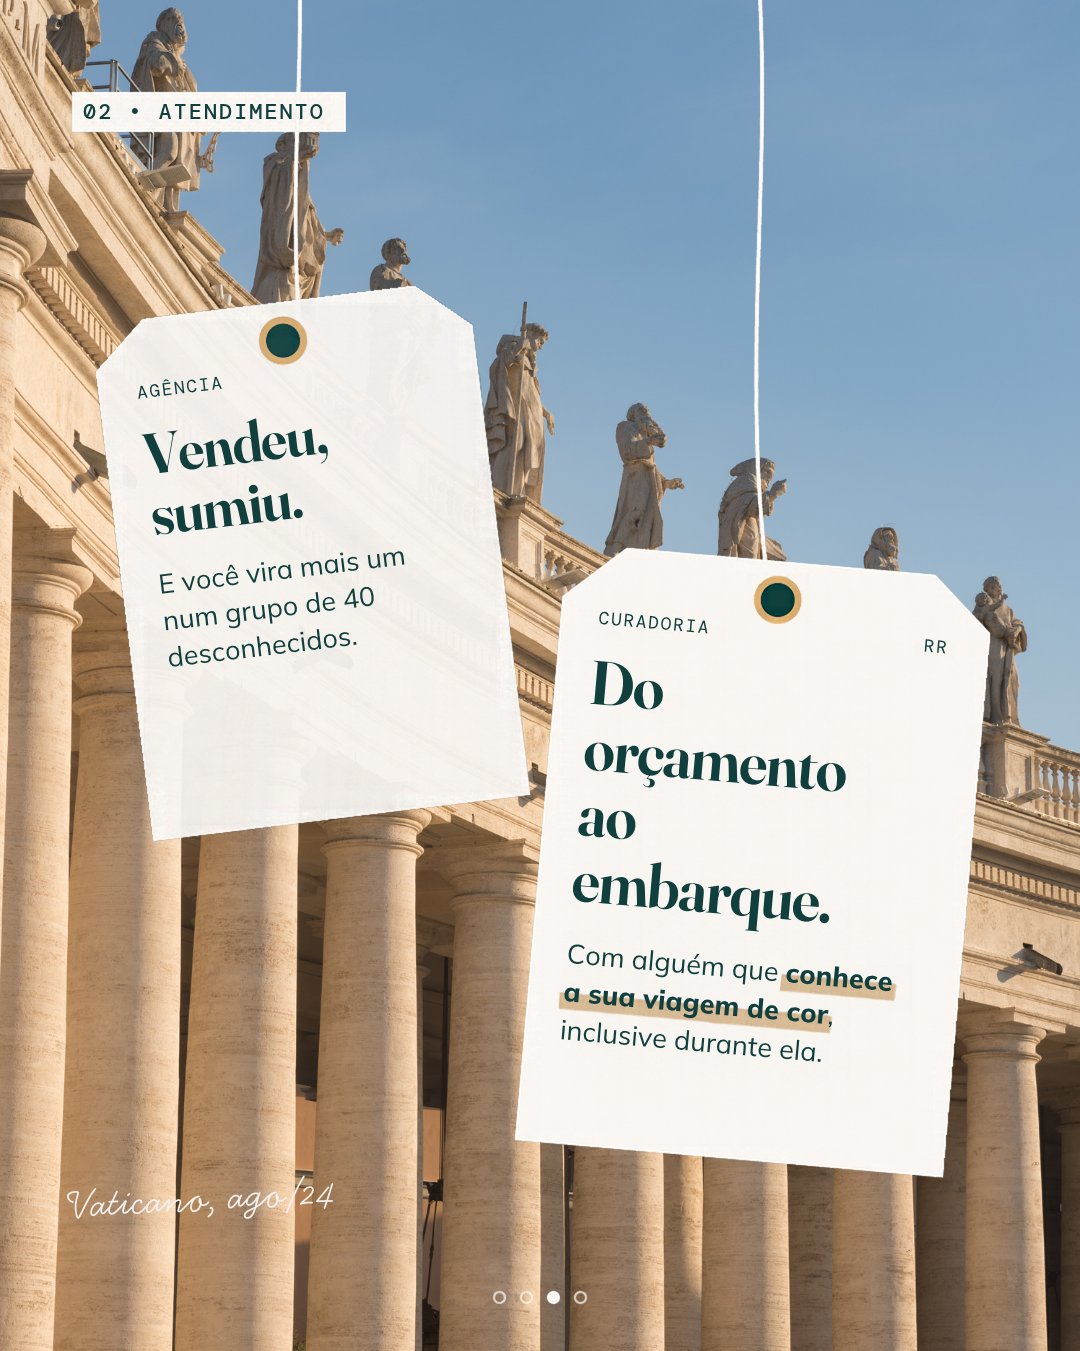 02 • ATENDIMENTO
AGÊNCIA
Vendeu,
sumiu.
E você vira mais um
num grupo de 40
desconhecidos.
CURADORIA
RR
Do
orçamento
ao
embarque.
Com alguém que conhece
a sua viagem de cor,
inclusive durante ela.
Vaticano, ago/24